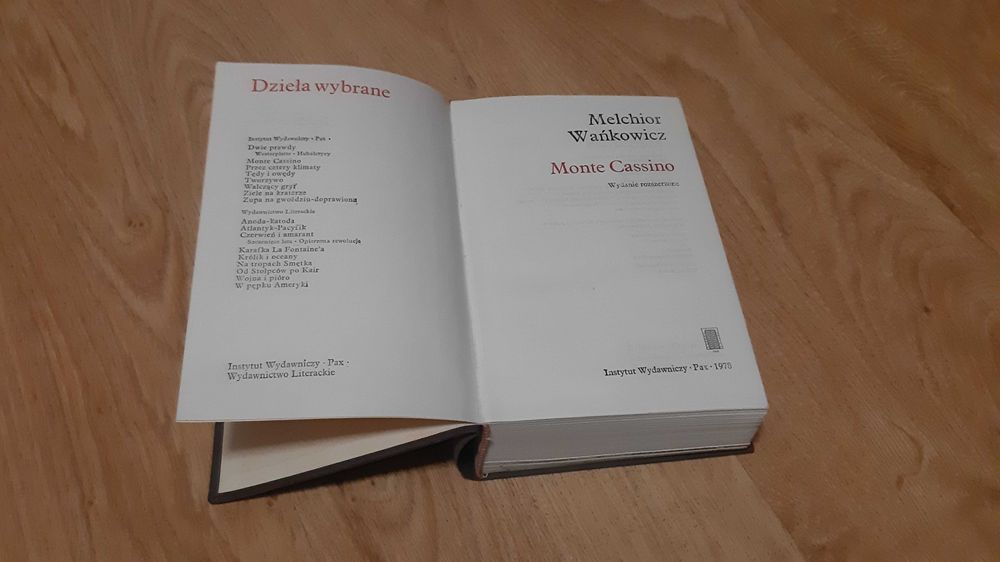 Dzieła wybrane
Instytut Wydawniczy • Pax •
Dwie prawdy
Westerplatte • Hubalczycy
Monte Cassino
Przez cztery klimaty
Tędy i owędy
Tworzywo
Walczący gryf
Ziele na kraterze
Zupa na gwoździu-doprawiona
Wydawnictwo Literackie
Anoda-katoda
Atlantyk-Pacyfik
Czerwień i amarant
Szczenięce lata • Opierzona rewolucja
Karafka La Fontaine'a
Królik i oceany
Na tropach Smętka
Od Stołpców po Kair
Wojna i pióro
W pępku Ameryki
Instytut Wydawniczy • Pax •
Wydawnictwo Literackie
Melchior
Wańkowicz
Monte Cassino
Wydanie rozszerzone
Instytut Wydawniczy • Pax • 1978